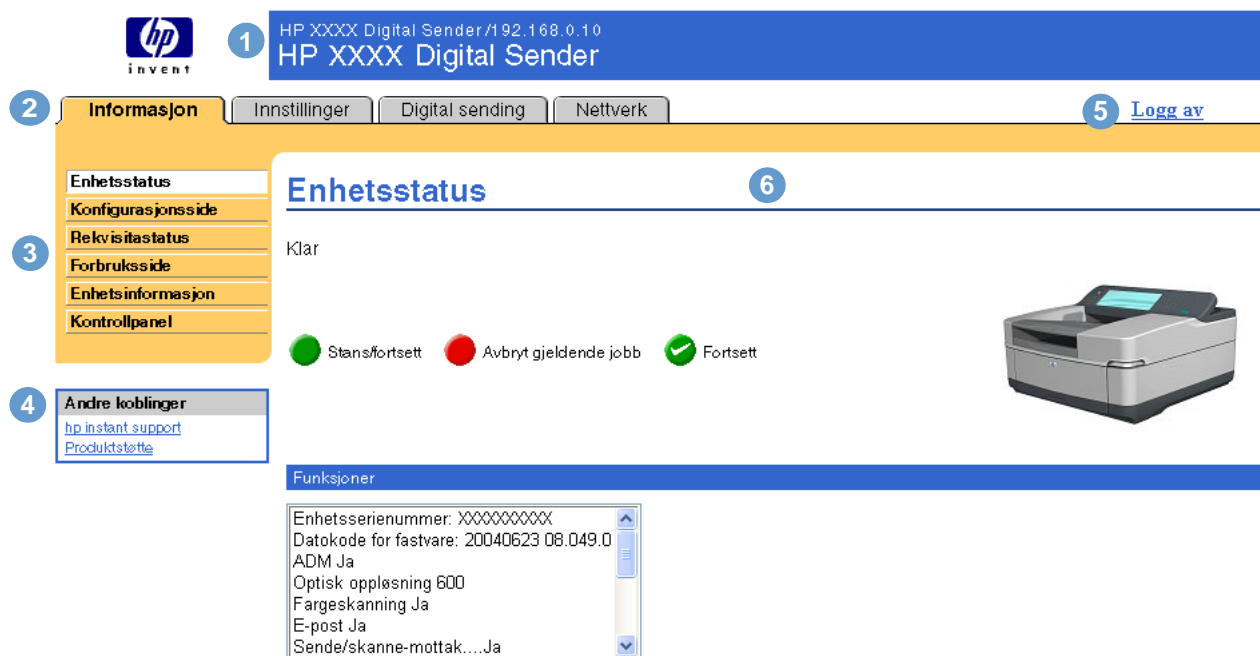 hp
invent
1
HP XXXX Digital Sender/192.168.0.10
HP XXXX Digital Sender
2
Informasjon
Innstillinger
Digital sending
Nettverk
5
Logg av
Enhetsstatus
Konfigurasjonsside
Rekvisitastatus
Forbruksside
Enhetsinformasjon
Kontrollpanel
3
Enhetsstatus
6
Klar
Stans/fortsett
Avbryt gjeldende jobb
Fortsett
4
Andre koblinger
hp instant support
Produktstøtte
Funksjoner
Enhetsserienummer: XXXXXXXXXX
Datokode for fastvare: 20040623 08.049.0
ADM Ja
Optisk oppløsning 600
Fargeskanning Ja
E-post Ja
Sende/skanne-mottak....Ja